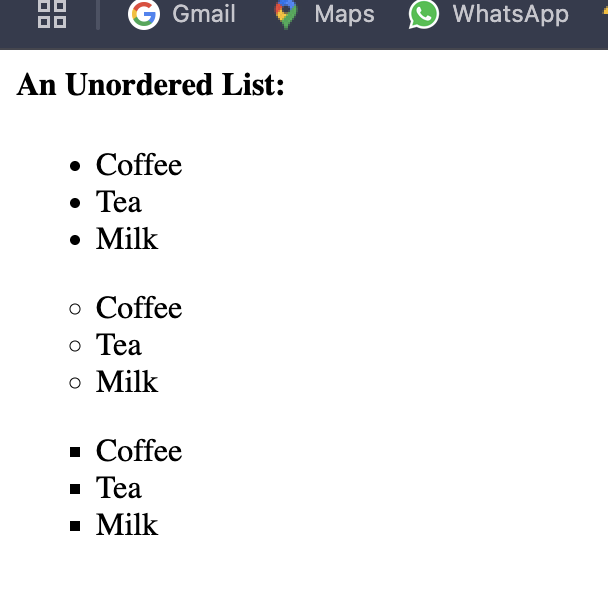 Gmail Maps WhatsApp
An Unordered List:
• Coffee
• Tea
• Milk
○ Coffee
○ Tea
○ Milk
▪ Coffee
▪ Tea
▪ Milk